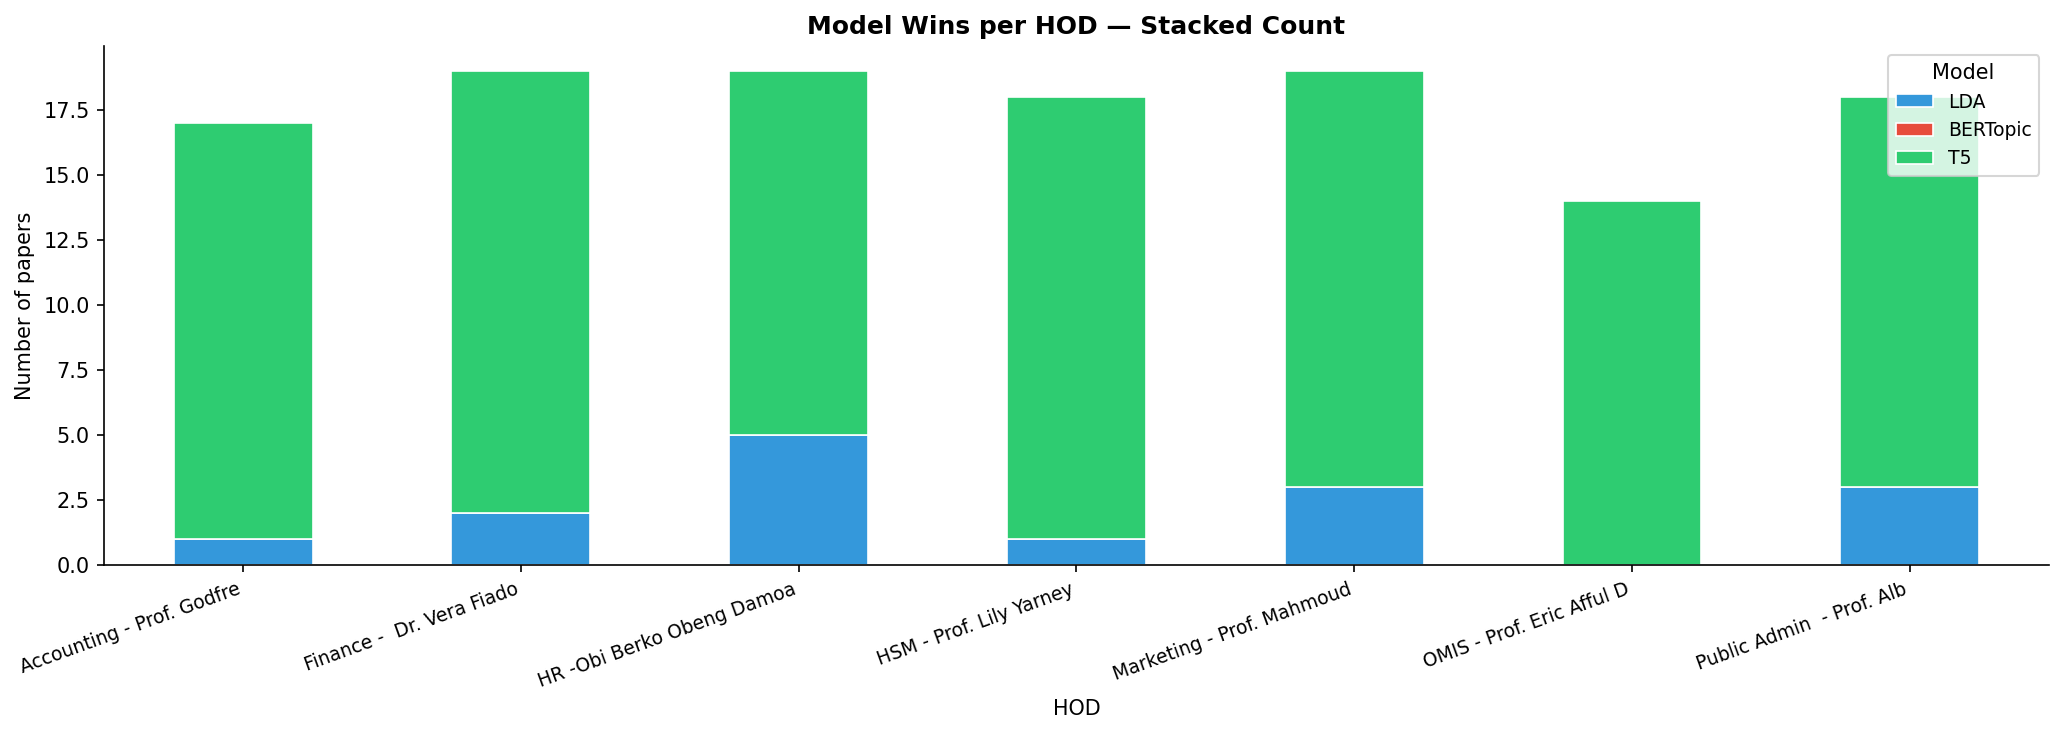 Model Wins per HOD — Stacked Count
Model
LDA
BERTopic
T5
Number of papers
17.5
15.0
12.5
10.0
7.5
5.0
2.5
0.0
Accounting - Prof. Godfre
Finance -  Dr. Vera Fiado
HR -Obi Berko Obeng Damoa
HSM - Prof. Lily Yarney
Marketing - Prof. Mahmoud
OMIS - Prof. Eric Afful D
Public Admin  - Prof. Alb
HOD